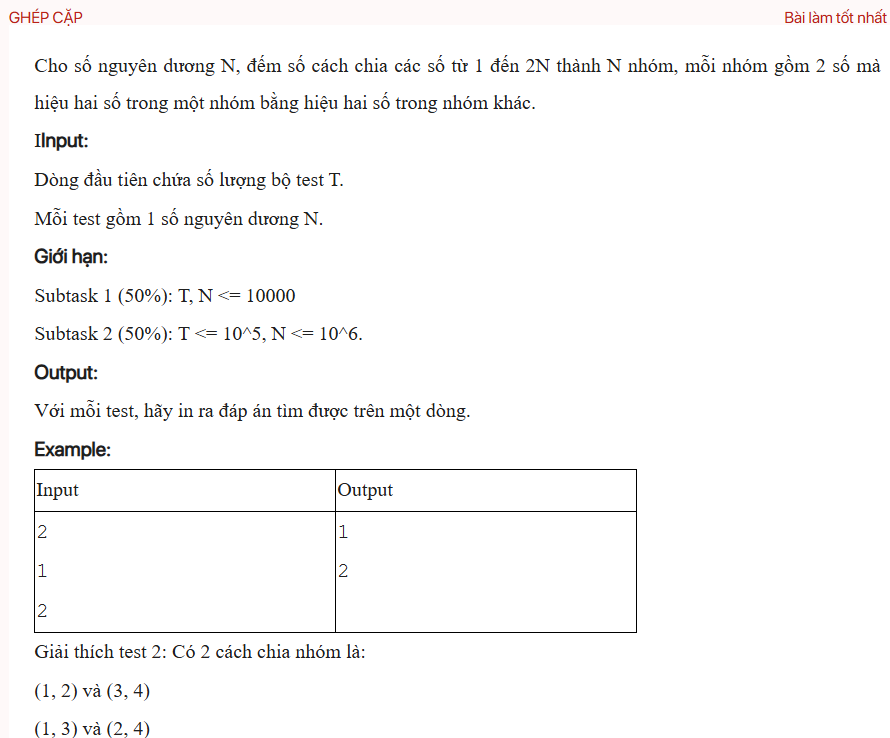 GHÉP CẶP
Bài làm tốt nhất
Cho số nguyên dương N, đếm số cách chia các số từ 1 đến 2N thành N nhóm, mỗi nhóm gồm 2 số mà
hiệu hai số trong một nhóm bằng hiệu hai số trong nhóm khác.
IInput:
Dòng đầu tiên chứa số lượng bộ test T.
Mỗi test gồm 1 số nguyên dương N.
Giới hạn:
Subtask 1 (50%): T, N <= 10000
Subtask 2 (50%): T <= 10^5, N <= 10^6.
Output:
Với mỗi test, hãy in ra đáp án tìm được trên một dòng.
Example:
Input Output
2 1
1 2
2
Giải thích test 2: Có 2 cách chia nhóm là:
(1, 2) và (3, 4)
(1, 3) và (2, 4)